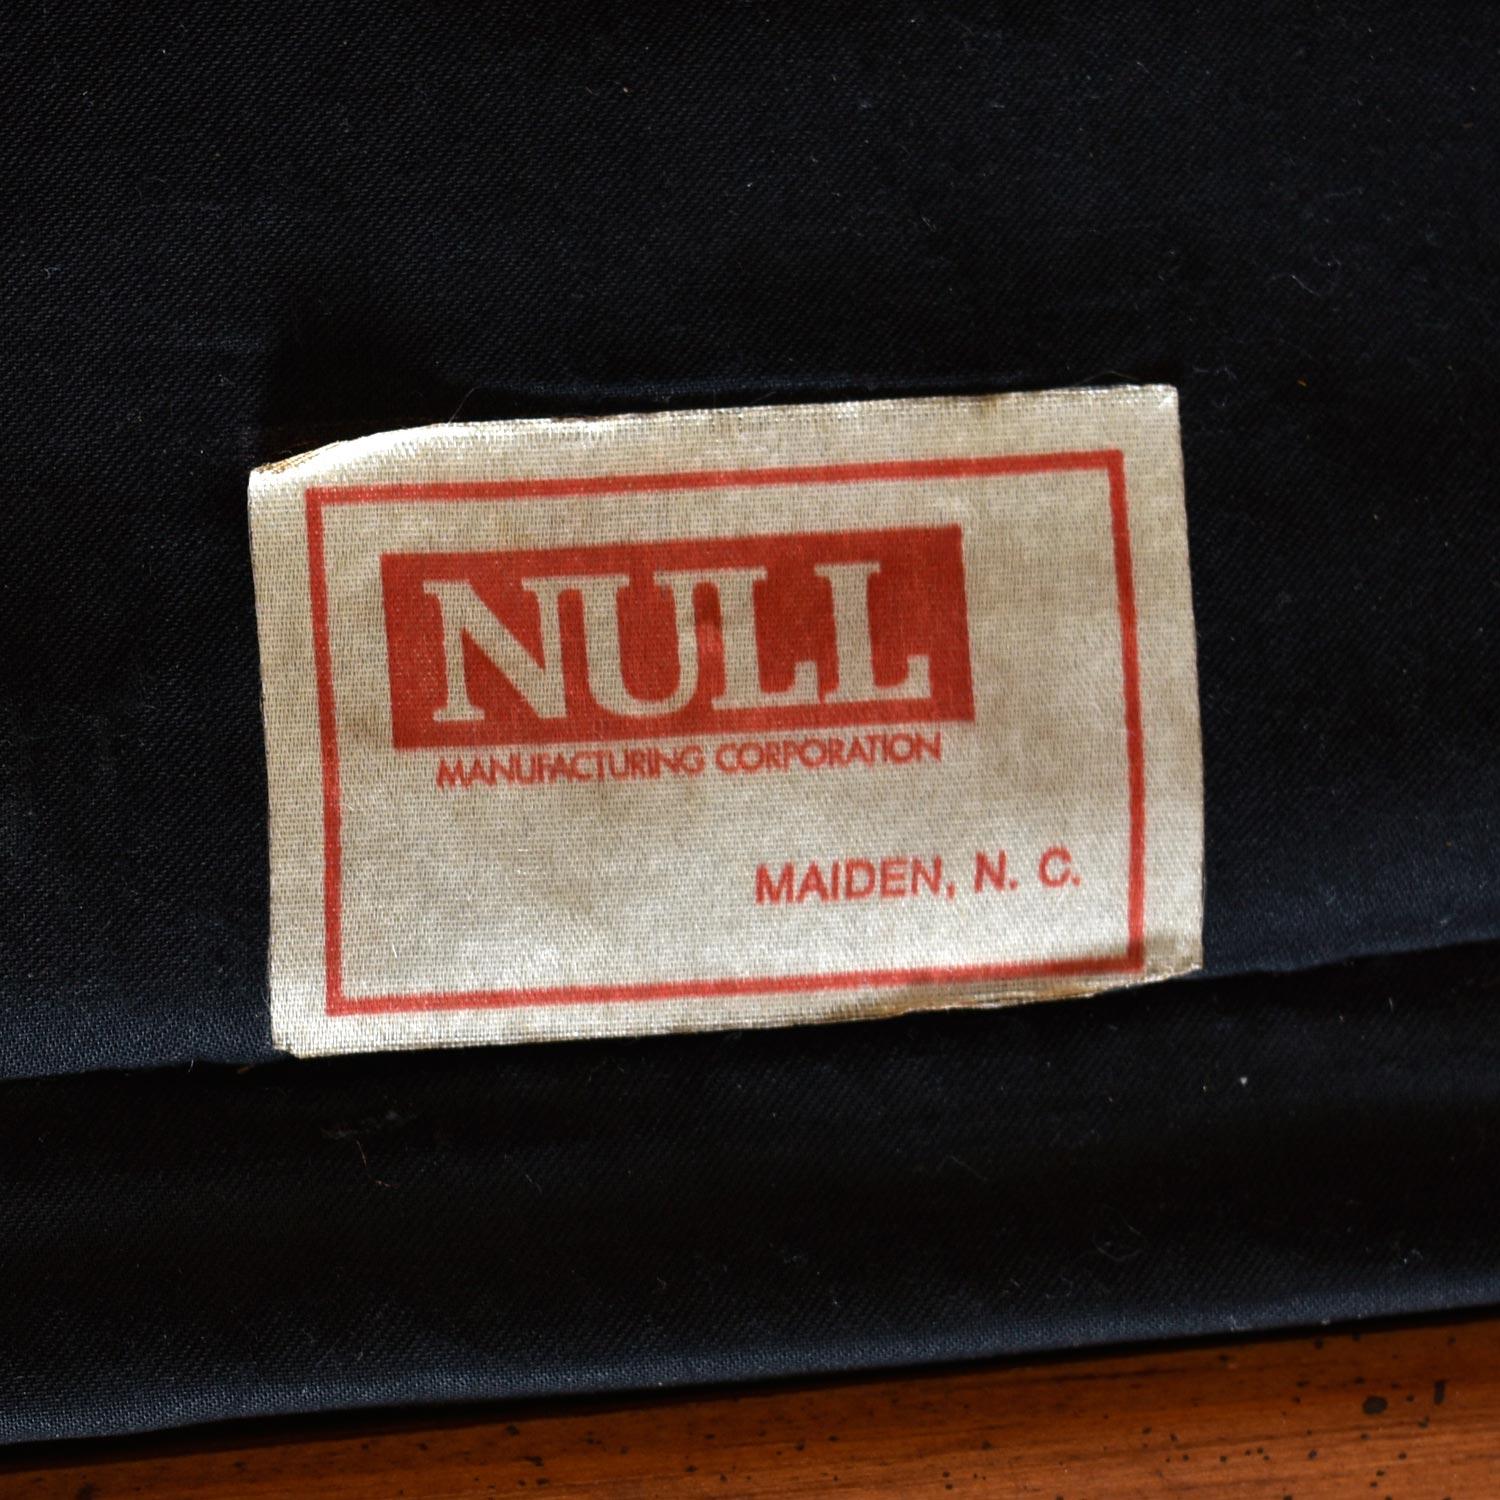 NULL
MANUFACTURING CORPORATION
MAIDEN, N. C.